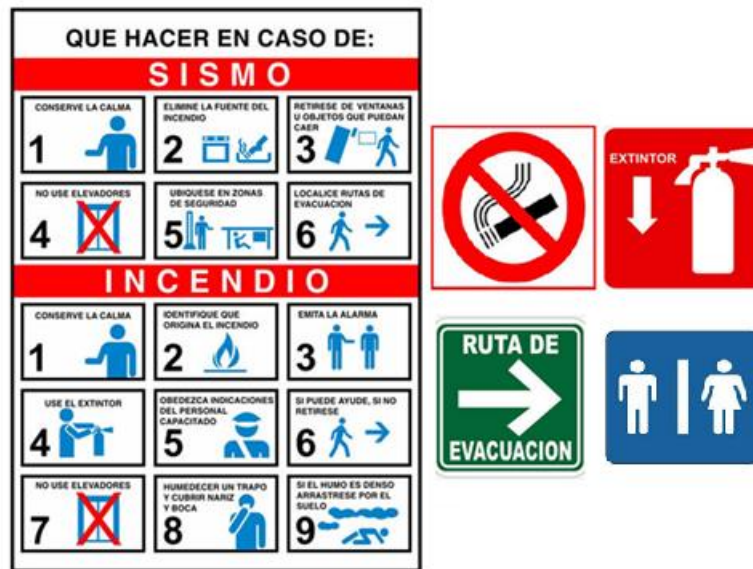 QUE HACER EN CASO DE:
SISMO
CONSERVE LA CALMA
1
ELIMINE LA FUENTE DEL
INCENDIO
2
RETIRESE DE VENTANAS
U OBJETOS QUE PUEDAN
CAER
3
NO USE ELEVADORES
4
UBIQUESE EN ZONAS
DE SEGURIDAD
5
LOCALICE RUTAS DE
EVACUACION
6
INCENDIO
CONSERVE LA CALMA
1
IDENTIFIQUE QUE
ORIGINA EL INCENDIO
2
EMITA LA ALARMA
3
USE EL EXTINTOR
4
OBEDEZCA INDICACIONES
DEL PERSONAL
CAPACITADO
5
SI PUEDE AYUDE, SI NO
RETIRESE
6
NO USE ELEVADORES
7
HUMEDECER UN TRAPO
Y CUBRIR NARIZ
Y BOCA
8
SI EL HUMO ES DENSO
ARRASTRESE POR EL
SUELO
9
EXTINTOR
RUTA DE
EVACUACION